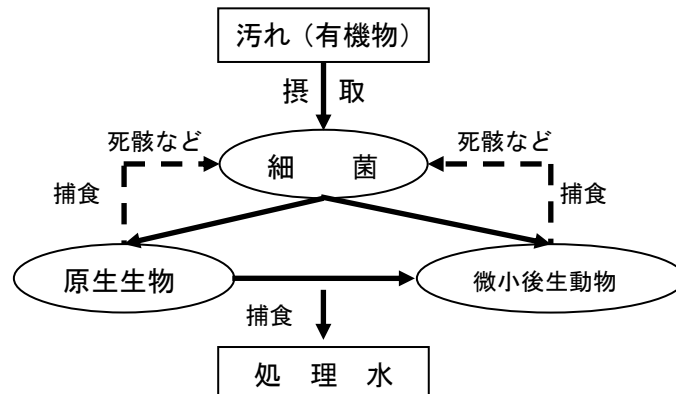 汚れ（有機物）
摂 取
死骸など 死骸など
細 菌
捕食 捕食
原生生物 微小後生動物
捕食
処 理 水